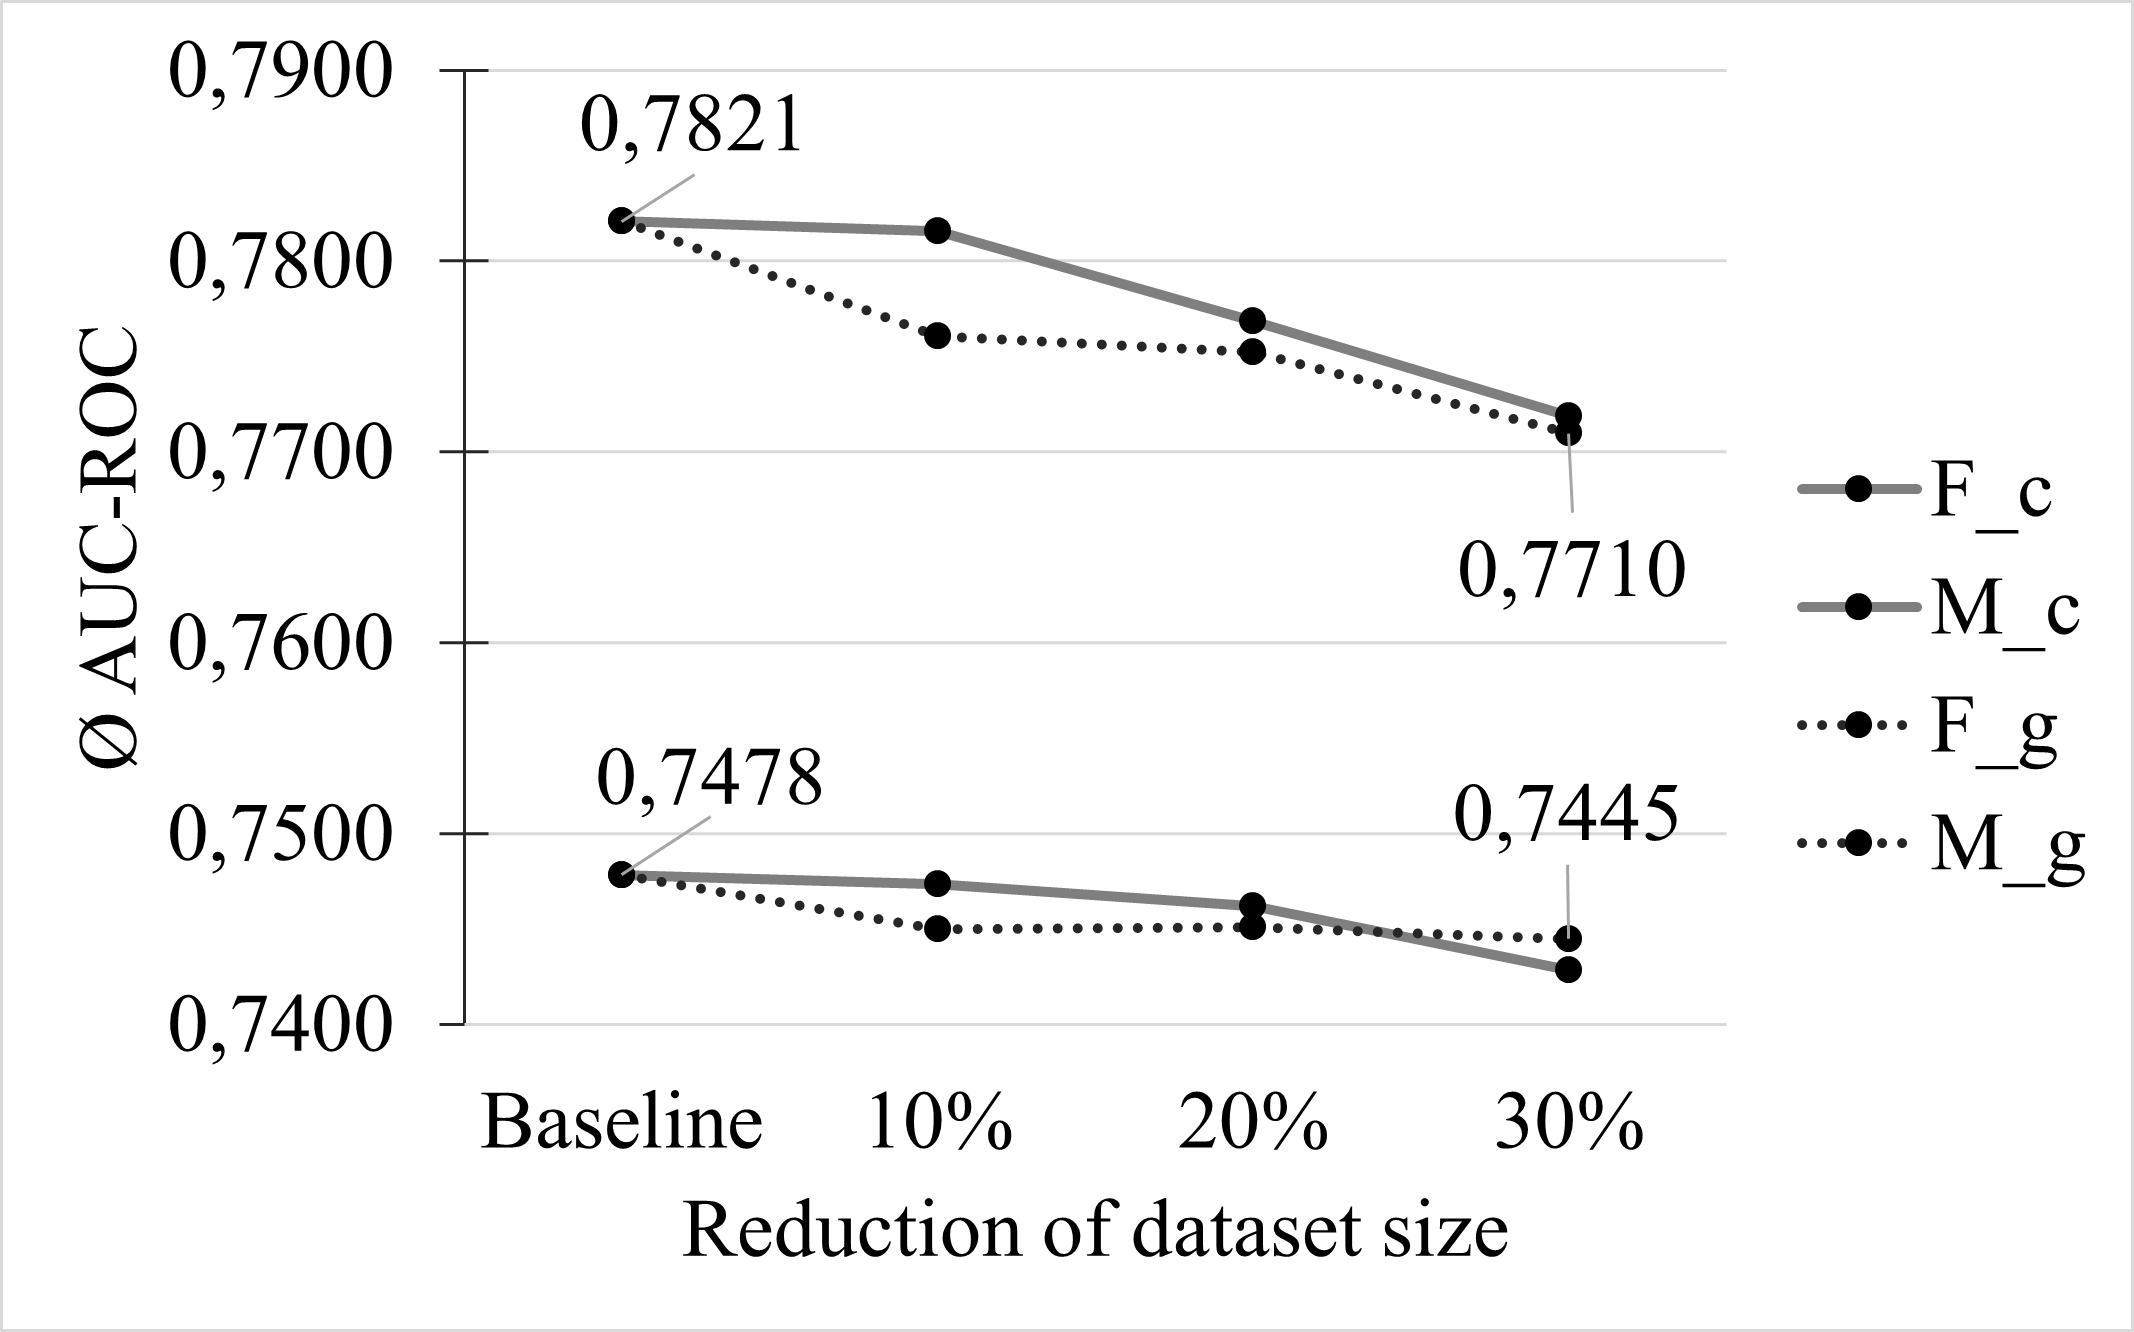 0,7900
0,7800
0,7700
0,7600
0,7500
0,7400
Ø AUC-ROC
0,7821
0,7710
0,7478
0,7445
Baseline 10% 20% 30%
Reduction of dataset size
F_c
M_c
F_g
M_g